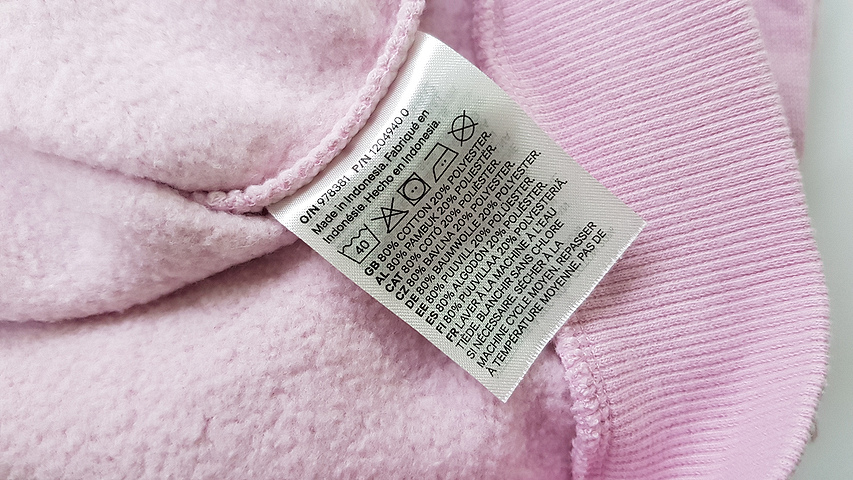 O/N 978381 P/N 1204940 0
Made in Indonesia. Fabriqué en
Indonésie. Hecho en Indonesia.
40
GB 80% COTTON 20% POLYESTER.
AL 80% PAMBUK 20% POLIESTËR.
CAT 80% COTÓ 20% POLIÈSTER.
CZ 80% BAVLNA 20% POLYESTER.
DE 80% BAUMWOLLE 20% POLYESTER.
EE 80% PUUVILL 20% POLÜESTER.
ES 80% ALGODÓN 20% POLIÉSTER.
FI 80% PUUVILLAA 20% POLYESTERIÄ.
FR LAVER À LA MACHINE À L'EAU
TIÈDE BLANCHIR SANS CHLORE
SI NÉCESSAIRE, SÉCHER À LA
MACHINE CYCLE MOYEN, REPASSER
À TEMPÉRATURE MOYENNE, PAS DE